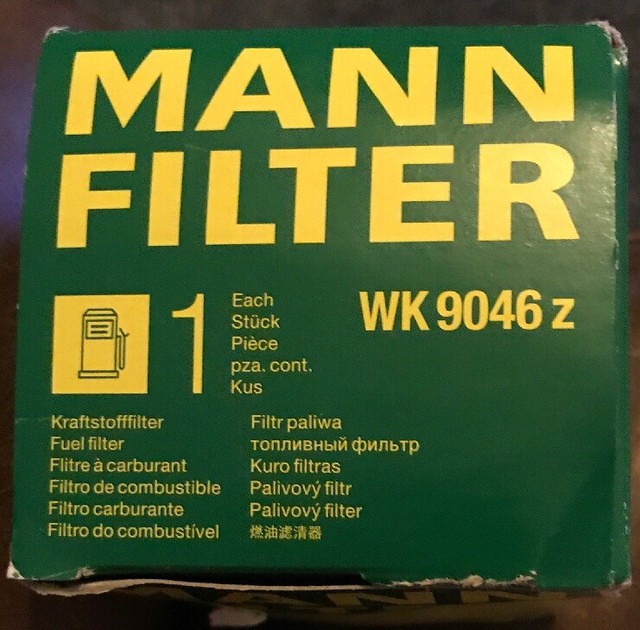 MANN
FILTER
1
Each
Stück
Pièce
pza. cont.
Kus
WK 9046 z
Kraftstofffilter
Fuel filter
Flitre à carburant
Filtro de combustible
Filtro carburante
Filtro do combustível
Filtr paliwa
топливный фильтр
Kuro filtras
Palivový filtr
Palivový filter
燃油滤清器